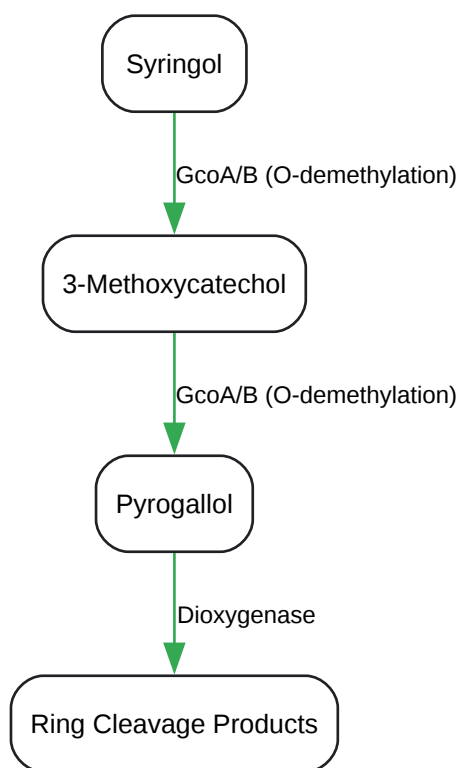 Syringol
GcoA/B (O-demethylation)
3-Methoxycatechol
GcoA/B (O-demethylation)
Pyrogallol
Dioxygenase
Ring Cleavage Products